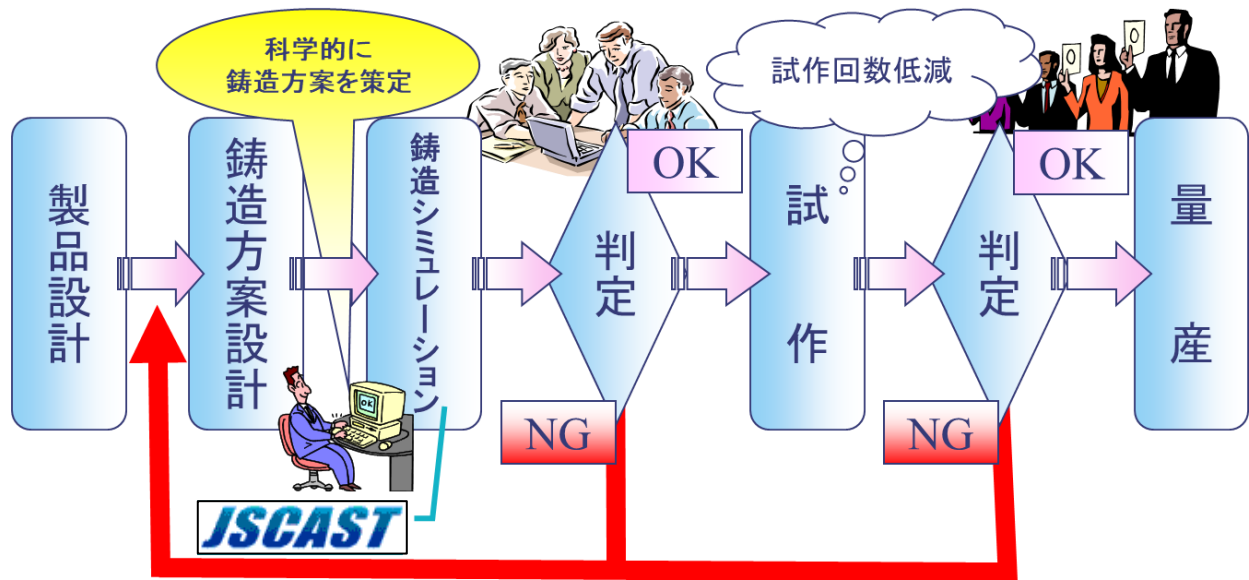 科学的に
鋳造方案を策定
試作回数低減
製品設計
鋳造方案設計
鋳造シミュレーション
OK
判定
NG
試作
OK
判定
NG
量産
OK
JSCAST